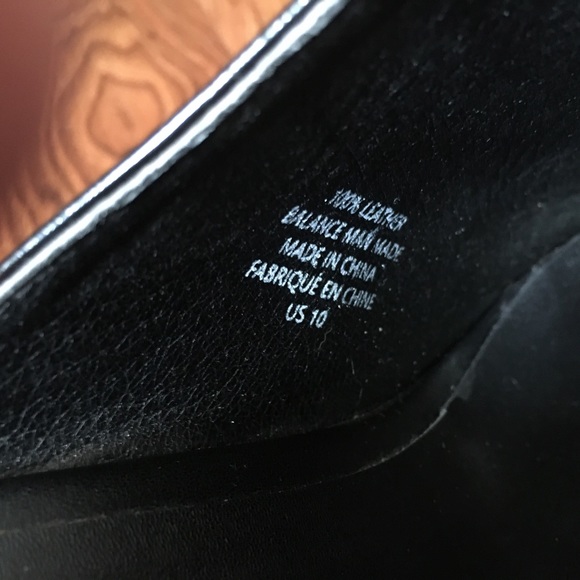 100% LEATHER
BALANCE MAN MADE
MADE IN CHINA
FABRIQUÉ EN CHINE
US 10